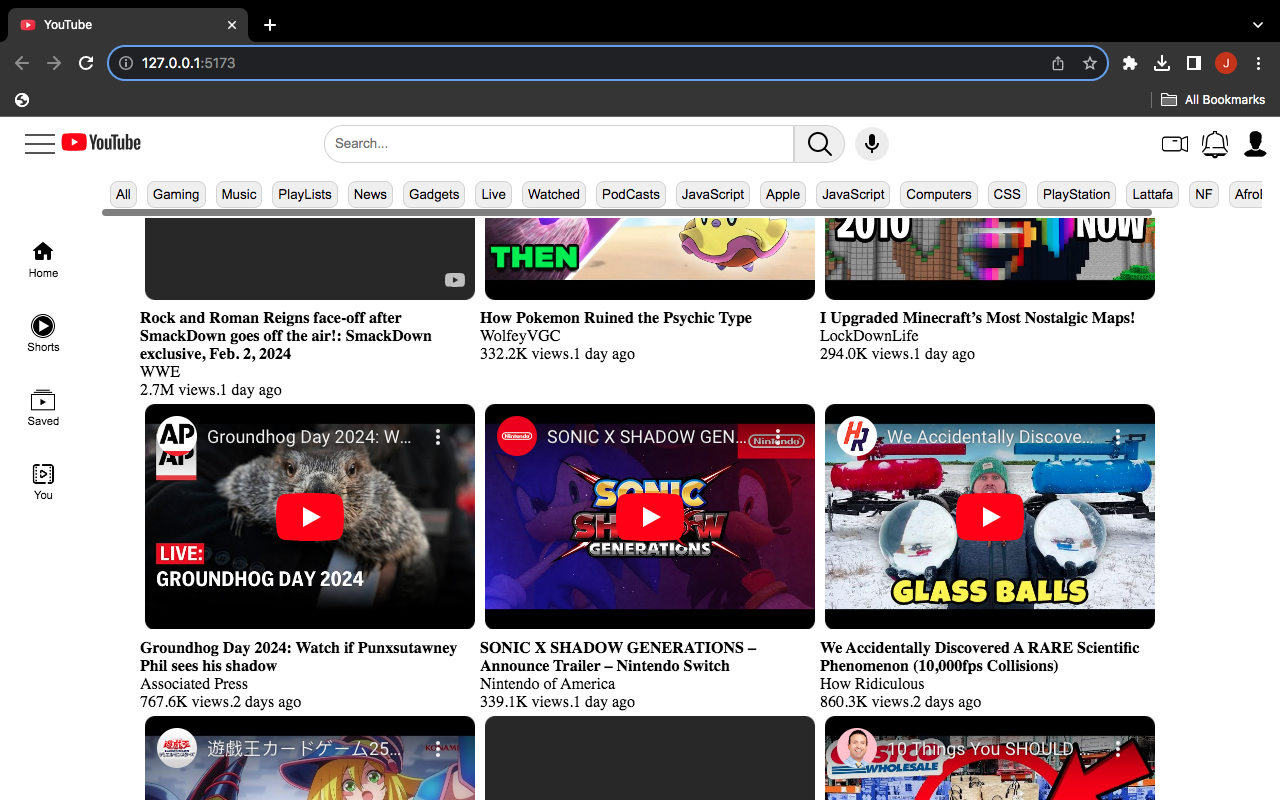 YouTube
127.0.0.1:5173
J
All Bookmarks
YouTube
Search...
All Gaming Music PlayLists News Gadgets Live Watched PodCasts JavaScript Apple JavaScript Computers CSS PlayStation Lattafa NF
THEN
2010 NOW
Rock and Roman Reigns face-off after
SmackDown goes off the air!: SmackDown
exclusive, Feb. 2, 2024
WWE
2.7M views.1 day ago
How Pokemon Ruined the Psychic Type
WolfeyVGC
332.2K views.1 day ago
I Upgraded Minecraft’s Most Nostalgic Maps!
LockDownLife
294.0K views.1 day ago
Home
Shorts
Saved
You
AP
Groundhog Day 2024: W...
AP
LIVE:
GROUNDHOG DAY 2024
Nintendo
SONIC X SHADOW GEN...
Nintendo
SONIC
SHADOW
GENERATIONS
HR
We Accidentally Discove...
GLASS BALLS
Groundhog Day 2024: Watch if Punxsutawney
Phil sees his shadow
Associated Press
767.6K views.2 days ago
SONIC X SHADOW GENERATIONS –
Announce Trailer – Nintendo Switch
Nintendo of America
339.1K views.1 day ago
We Accidentally Discovered A RARE Scientific
Phenomenon (10,000fps Collisions)
How Ridiculous
860.3K views.2 days ago
遊戯王カードゲーム25...
KONAMI
10 Things You SHOULD ...
WHOLESALE